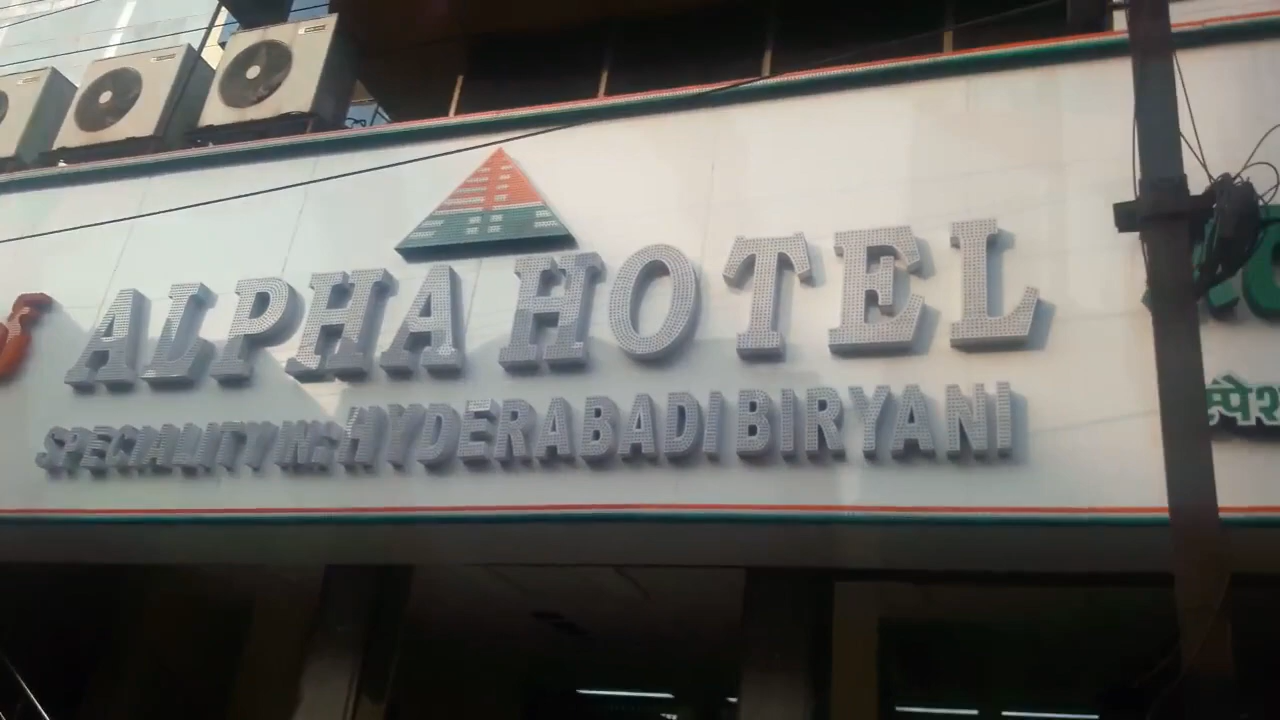 ALPHA HOTEL
SPECIALITY IN: HYDERABADI BIRYANI
स्पेश